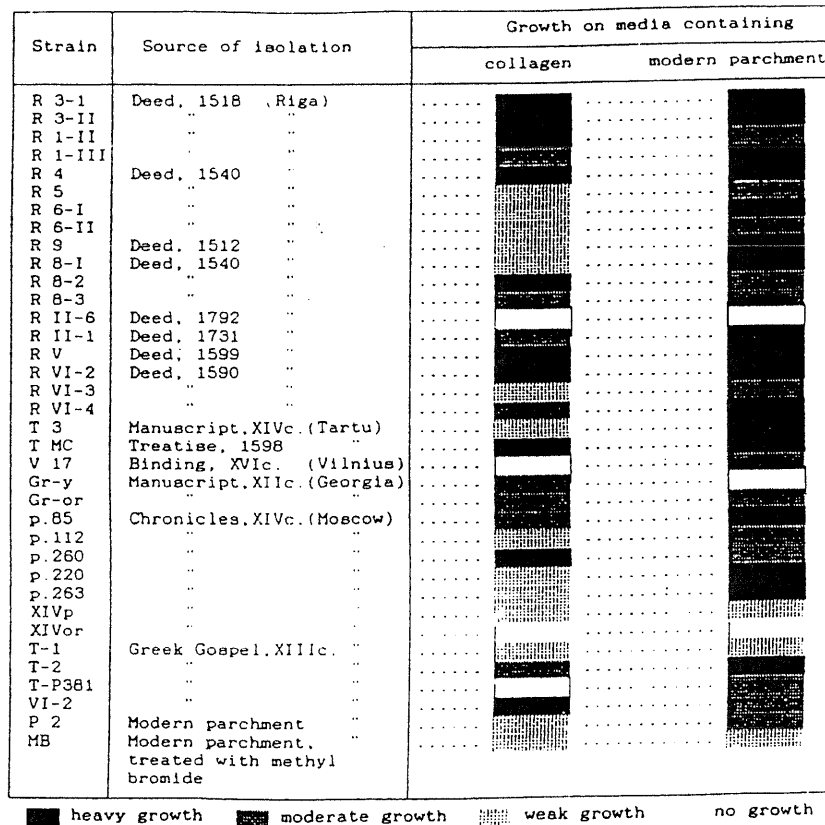 Strain Source of isolation Growth on media containing
collagen modern parchment
R 3-1 Deed, 1518 (Riga)
R 3-II " "
R 1-II " "
R 1-III " "
R 4 Deed, 1540 "
R 5 " "
R 6-I " "
R 6-II " "
R 9 Deed, 1512 "
R 8-I Deed, 1540 "
R 8-2 " "
R 8-3 " "
R II-6 Deed, 1792 "
R II-1 Deed, 1731 "
R V Deed, 1599 "
R VI-2 Deed, 1590 "
R VI-3 " "
R VI-4 " "
T 3 Manuscript,XIVc.(Tartu)
T MC Treatise, 1598 "
V 17 Binding, XVIc. (Vilnius)
Gr-y Manuscript,XIIc.(Georgia)
Gr-or " "
p.85 Chronicles,XIVc.(Moscow)
p.112 " "
p.260 " "
p.220 " "
p.263 " "
XIVp " "
XIVor " "
T-1 Greek Gospel,XIIIc. "
T-2 " "
T-P381 " "
VI-2 " "
P 2 Modern parchment "
MB Modern parchment, "
treated with methyl
bromide
heavy growth moderate growth weak growth no growth